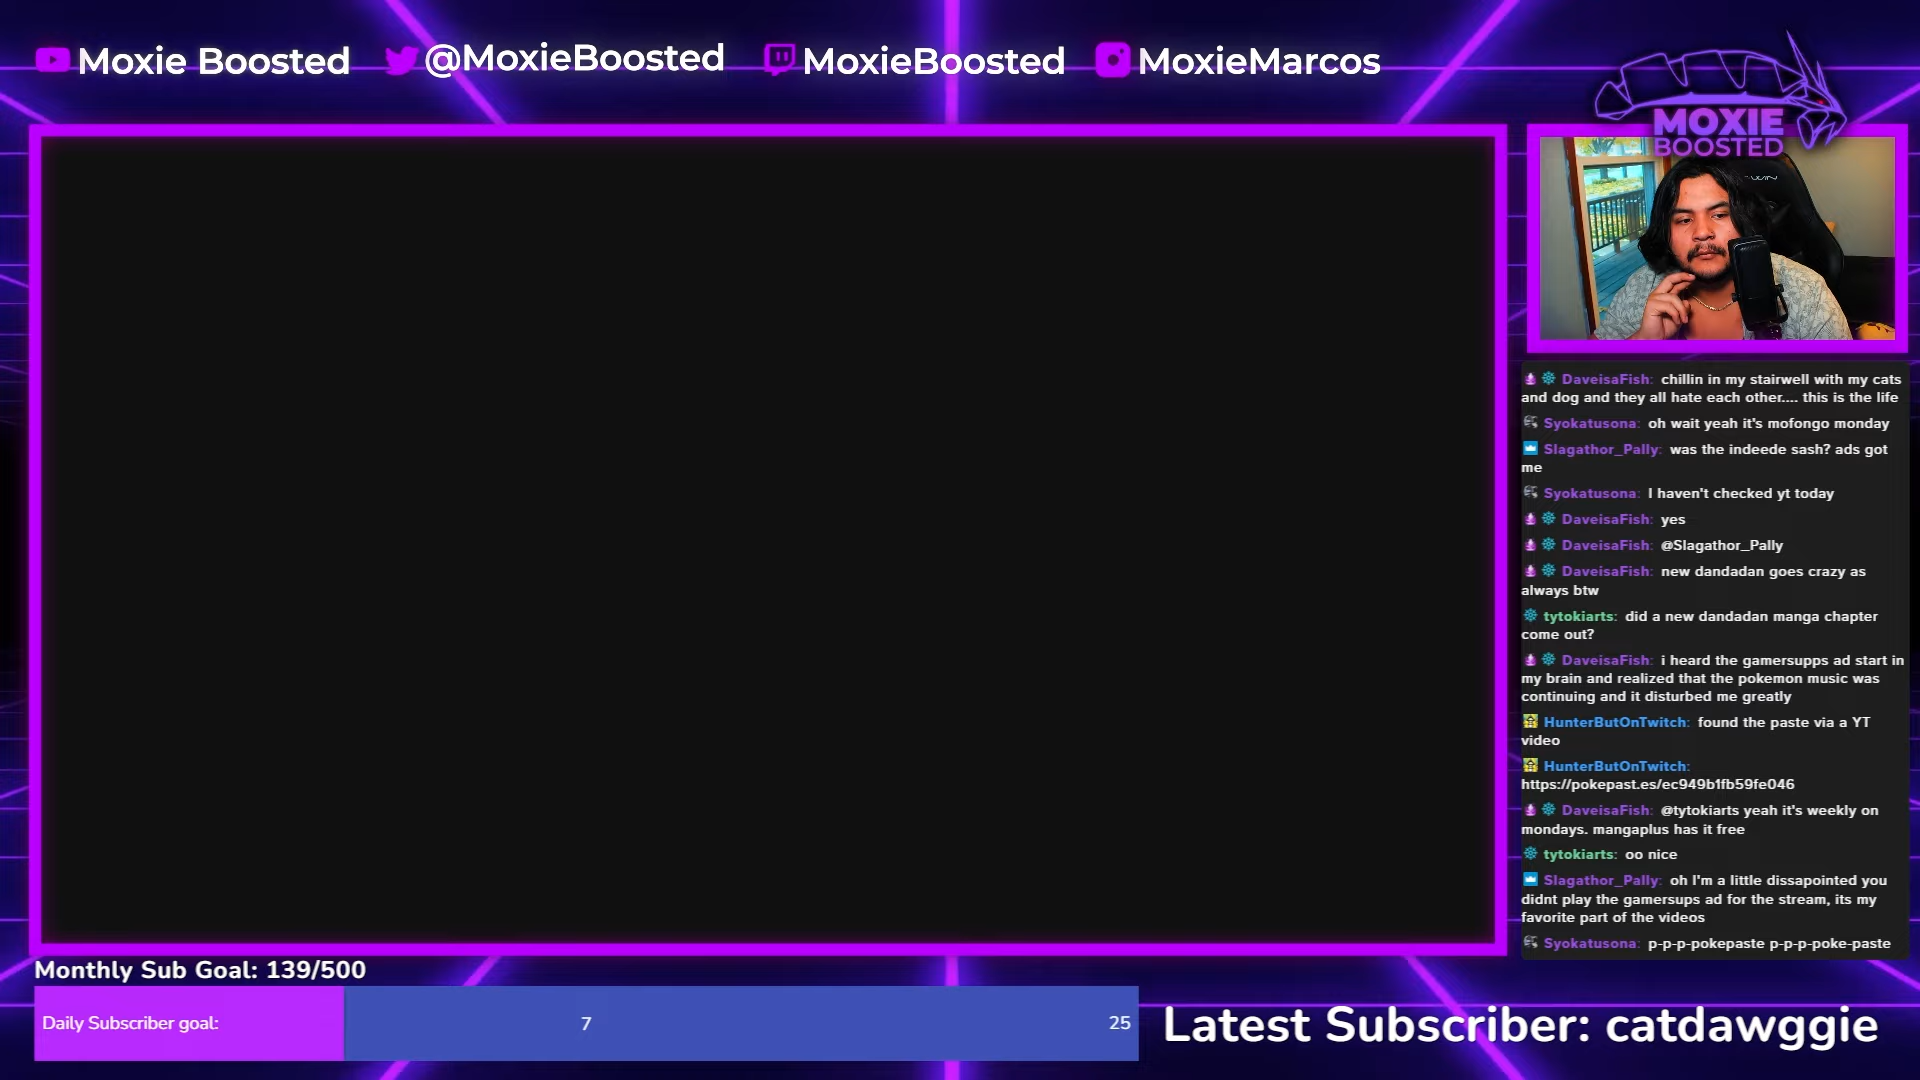 Moxie Boosted @MoxieBoosted MoxieBoosted MoxieMarcos
MOXIE
BOOSTED
DaveisaFish: chillin in my stairwell with my cats
and dog and they all hate each other.... this is the life
Syokatusona: oh wait yeah it's mofongo monday
Slagathor_Pally: was the indeede sash? ads got
me
Syokatusona: I haven't checked yt today
DaveisaFish: yes
DaveisaFish: @Slagathor_Pally
DaveisaFish: new dandadan goes crazy as
always btw
tytokiarts: did a new dandadan manga chapter
come out?
DaveisaFish: i heard the gamersupps ad start in
my brain and realized that the pokemon music was
continuing and it disturbed me greatly
HunterButOnTwitch: found the paste via a YT
video
HunterButOnTwitch:
https://pokepast.es/ec949b1fb59fe046
DaveisaFish: @tytokiarts yeah it's weekly on
mondays. mangaplus has it free
tytokiarts: oo nice
Slagathor_Pally: oh I'm a little dissapointed you
didnt play the gamersups ad for the stream, its my
favorite part of the videos
Syokatusona: p-p-p-pokepaste p-p-p-poke-paste
Monthly Sub Goal: 139/500
Daily Subscriber goal: 7 25
Latest Subscriber: catdawggie